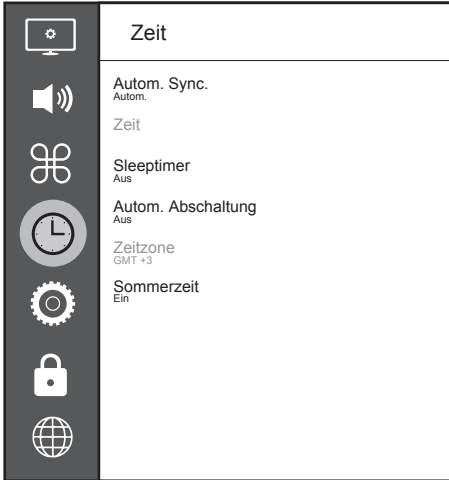 Zeit
Autom. Sync.
Autom.
Zeit
Sleeptimer
Aus
Autom. Abschaltung
Aus
Zeitzone
GMT +3
Sommerzeit
Ein